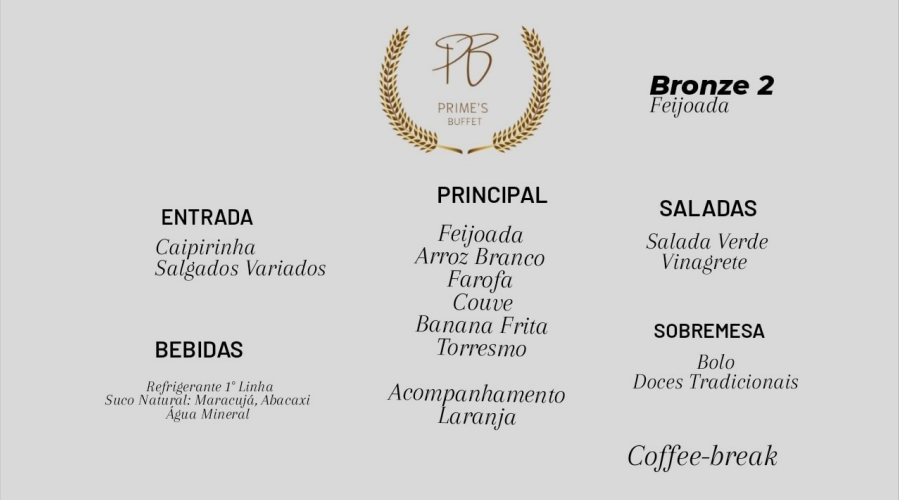 PB
PRIME'S
BUFFET
Bronze 2
Feijoada
ENTRADA
Caipirinha
Salgados Variados
BEBIDAS
Refrigerante 1° Linha
Suco Natural: Maracujá, Abacaxi
Água Mineral
PRINCIPAL
Feijoada
Arroz Branco
Farofa
Couve
Banana Frita
Torresmo
Acompanhamento
Laranja
SALADAS
Salada Verde
Vinagrete
SOBREMESA
Bolo
Doces Tradicionais
Coffee-break